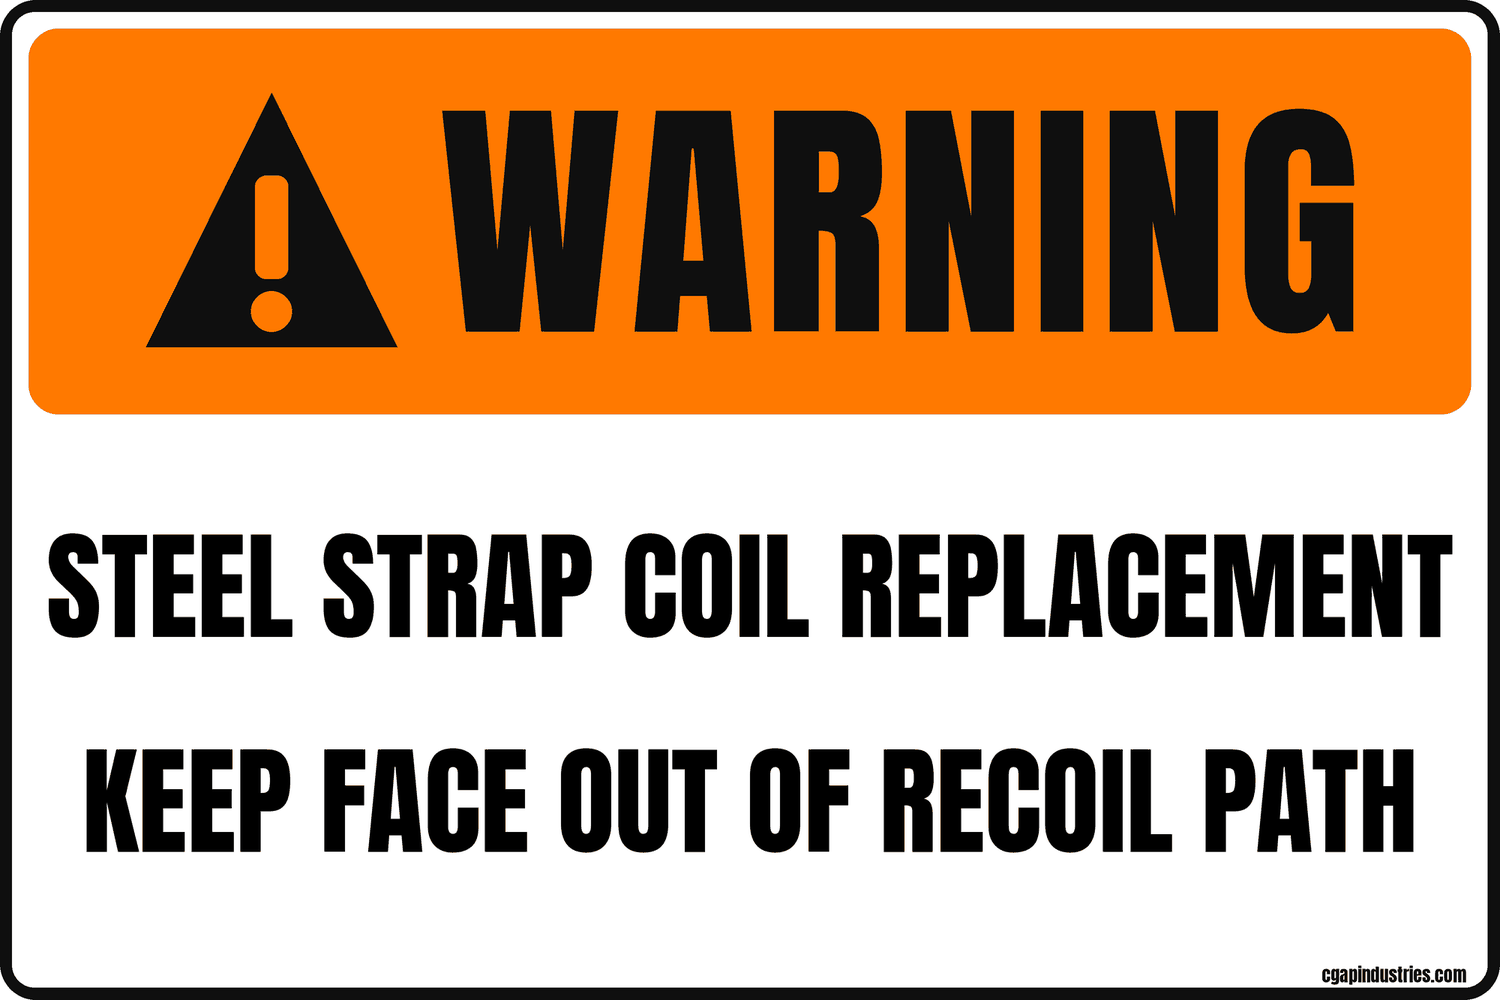 WARNING
STEEL STRAP COIL REPLACEMENT
KEEP FACE OUT OF RECOIL PATH
cgapindustries.com